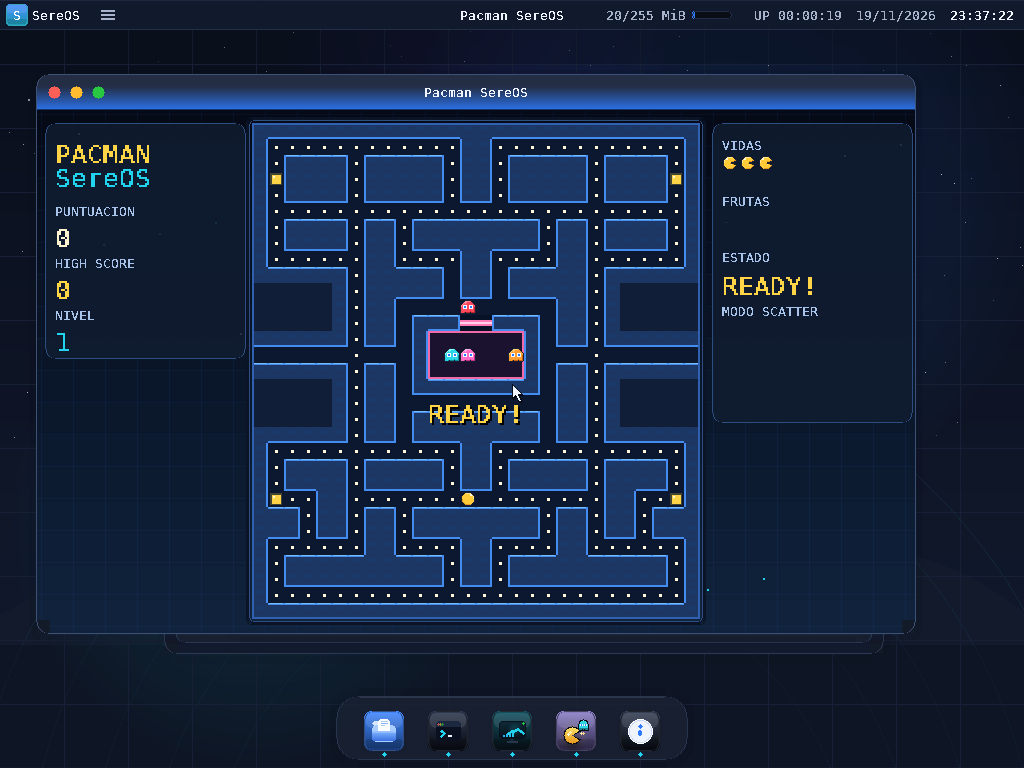 S SereOS
Pacman SereOS
20/255 MiB
UP 00:00:19
19/11/2026
23:37:22
Pacman SereOS
PACMAN
SereOS
PUNTUACION
0
HIGH SCORE
0
NIVEL
1
READY!
VIDAS
FRUTAS
ESTADO
READY!
MODO SCATTER